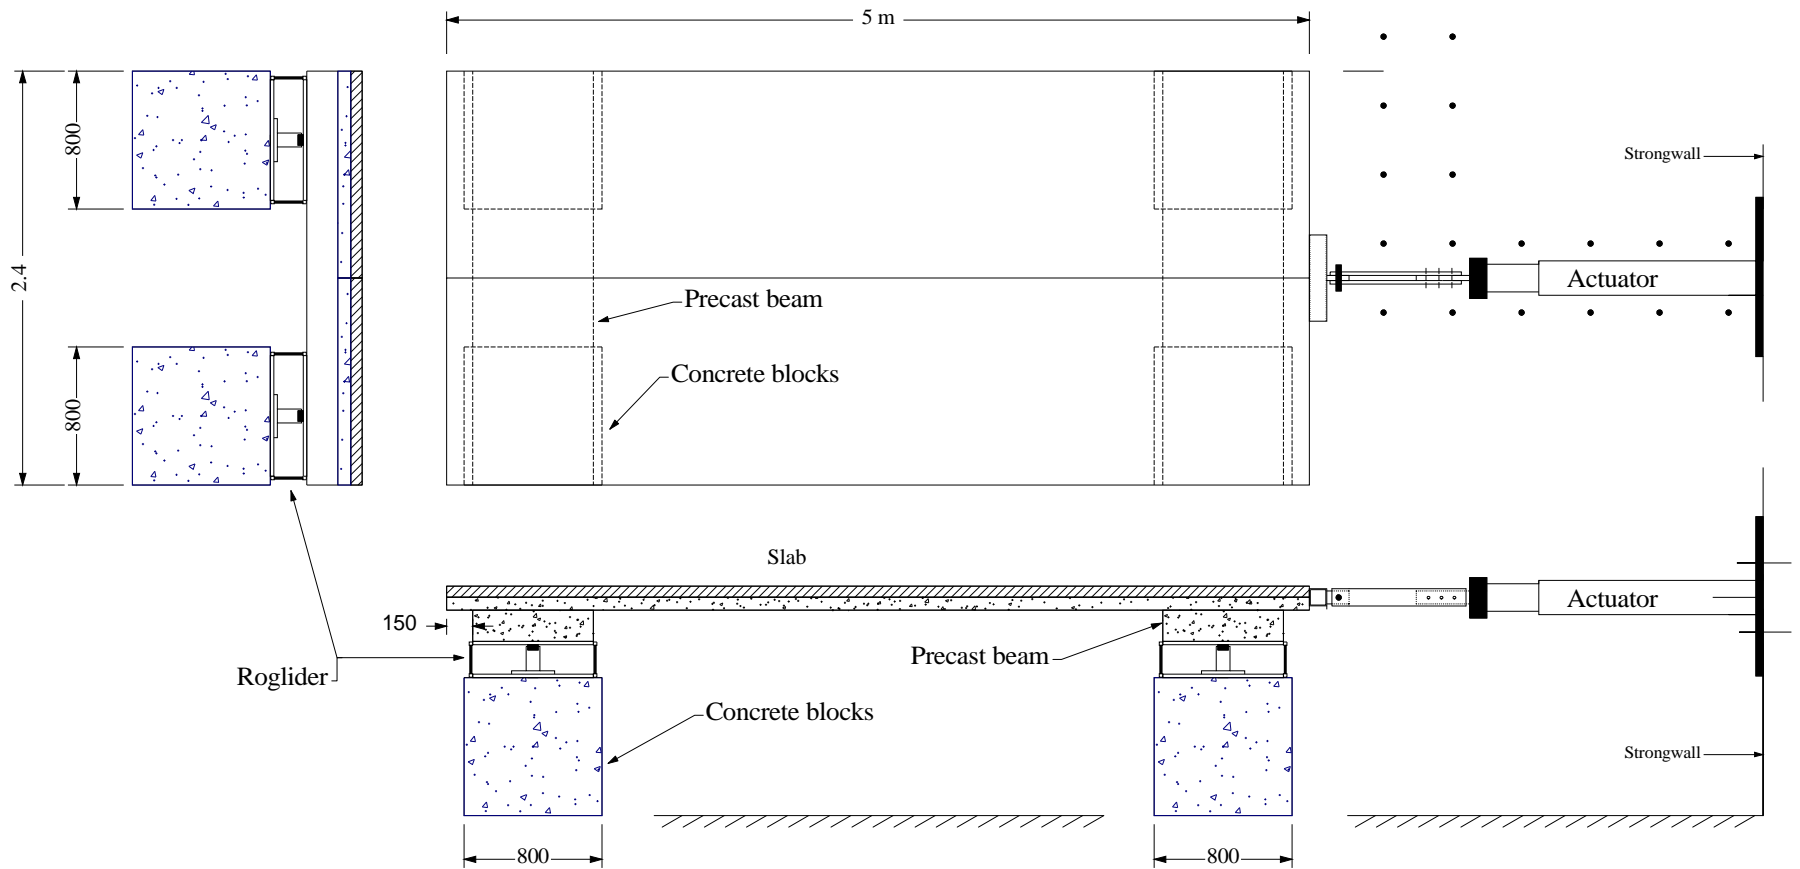 5 m
800
2.4
800
Strongwall
Actuator
Precast beam
Concrete blocks
Slab
150
Roglider
Precast beam
Actuator
Concrete blocks
Strongwall
800
800